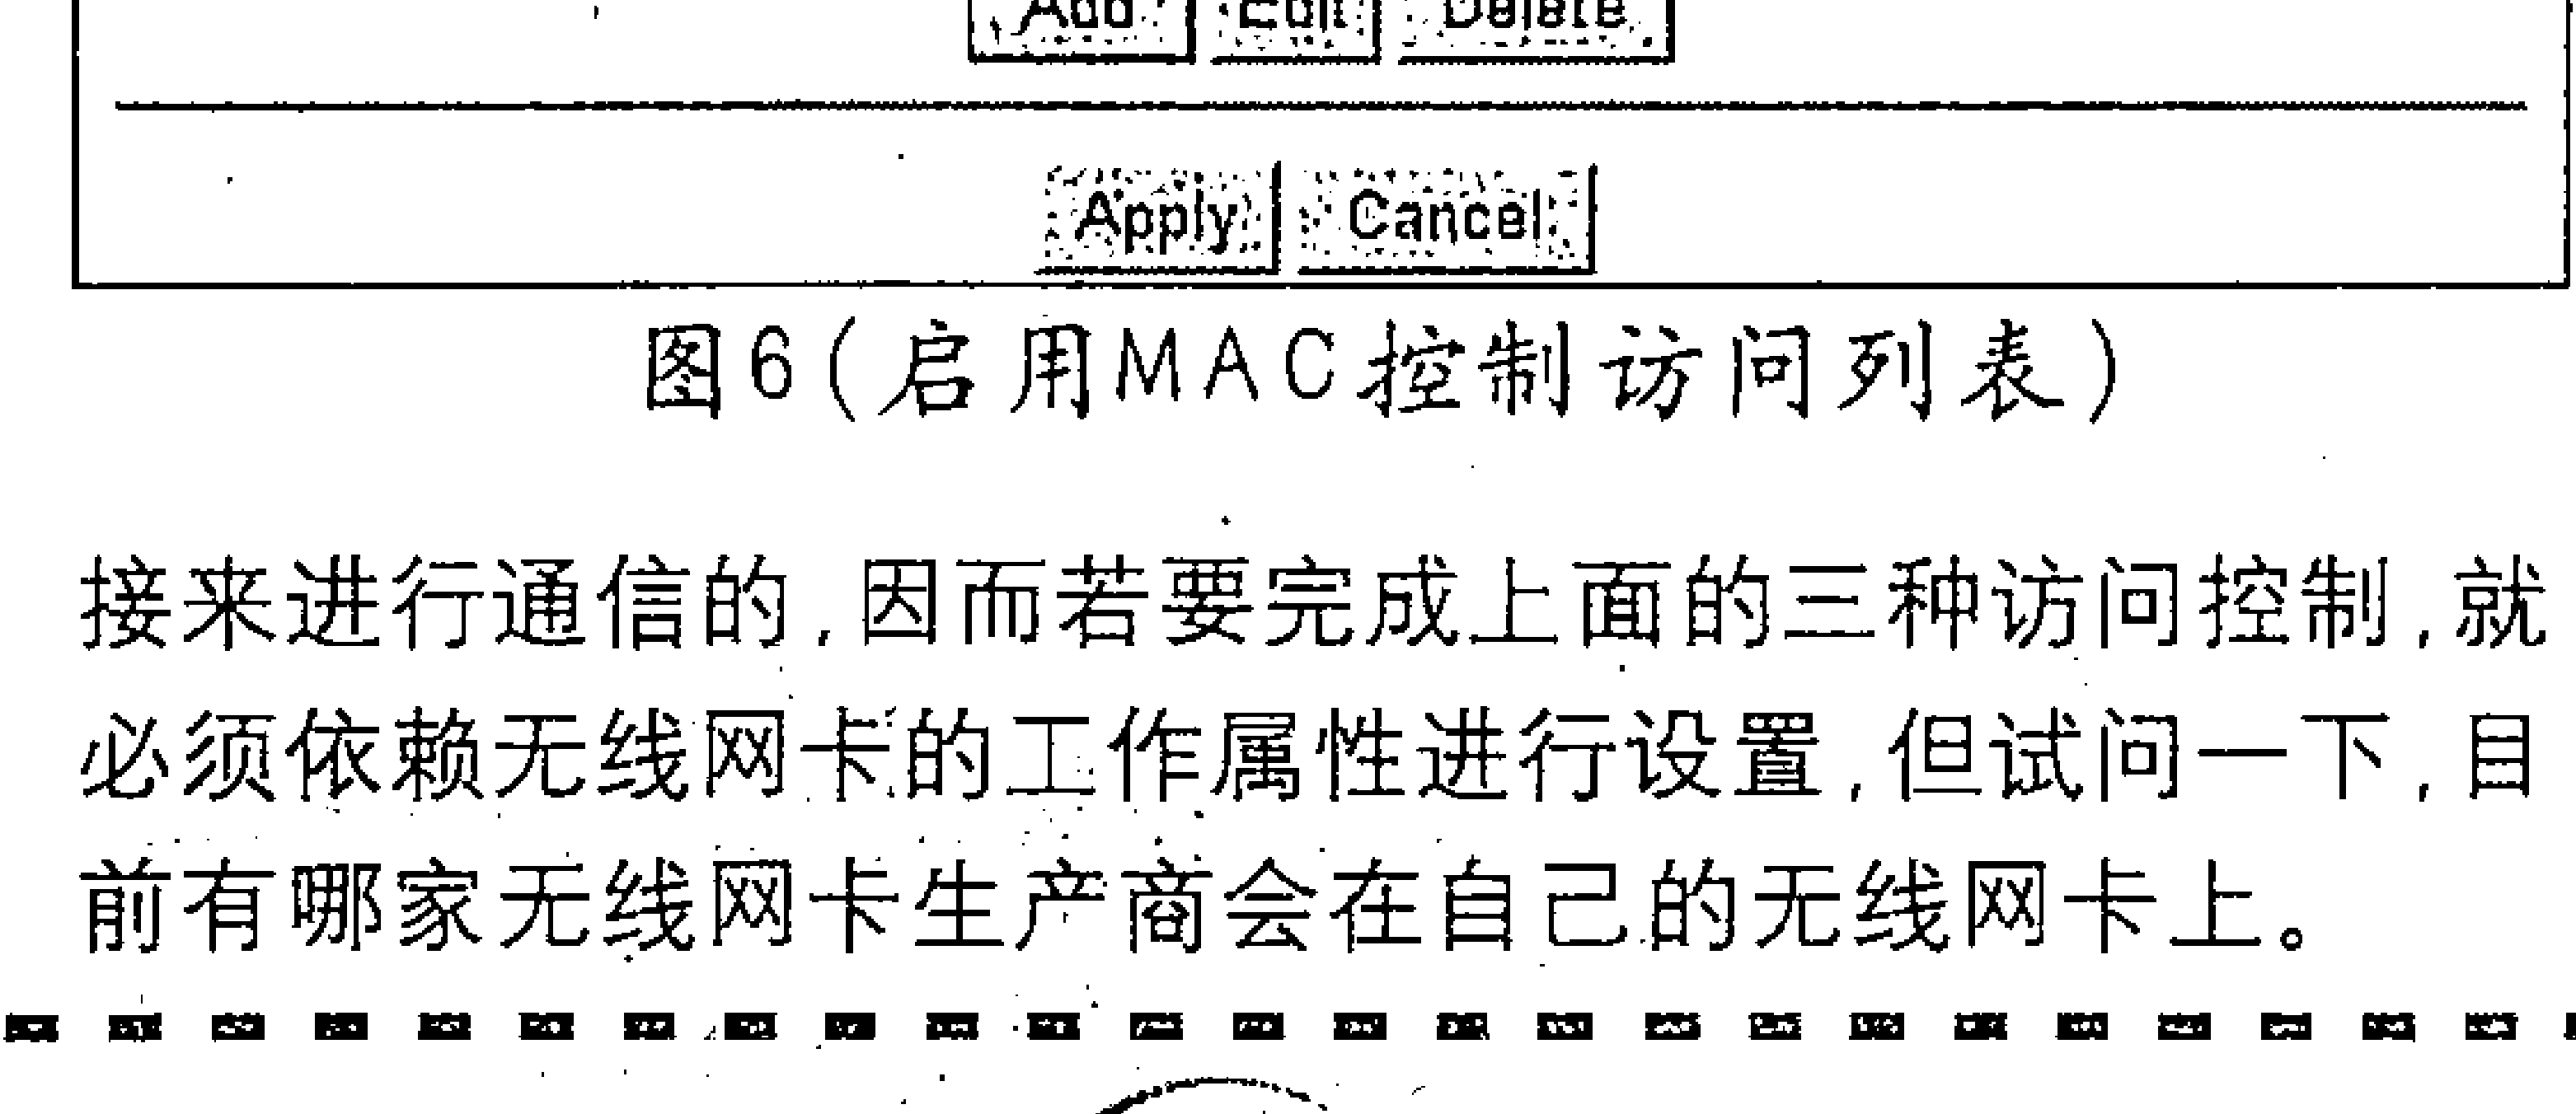 Add Edit Delete
Apply Cancel
图6(启用MAC控制访问列表)
接来进行通信的,因而若要完成上面的三种访问控制,就
必须依赖无线网卡的工作属性进行设置,但试问一下,目
前有哪家无线网卡生产商会在自己的无线网卡上。